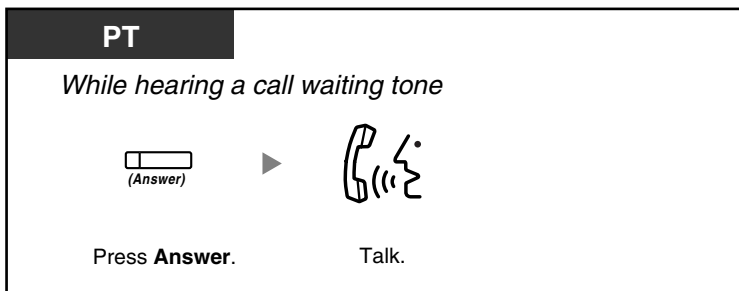 PT
While hearing a call waiting tone
(Answer)
Press Answer.
Talk.